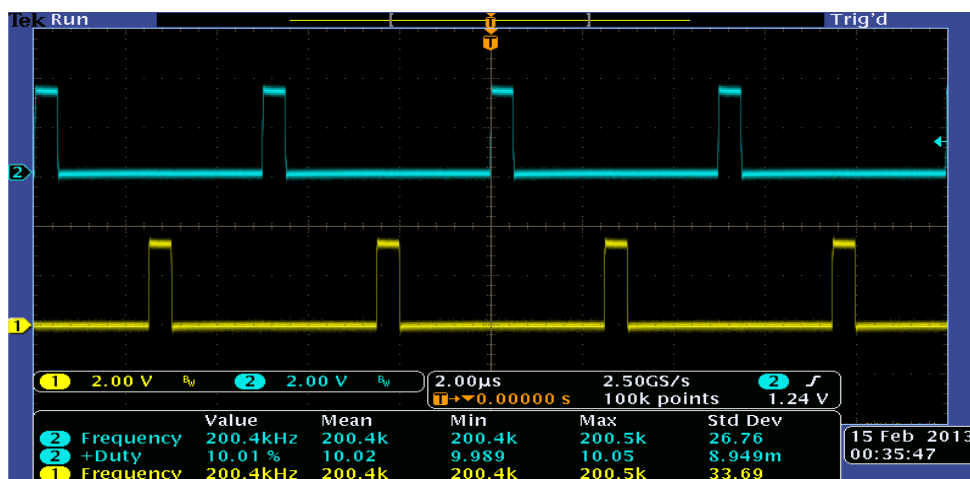 Tek Run Trig'd
T
T
2
1
1 2.00 V BW 2 2.00 V BW
2.00µs 2.50GS/s 2
T→▼0.00000 s 100k points 1.24 V
Value Mean Min Max Std Dev
2 Frequency 200.4kHz 200.4k 200.4k 200.5k 26.76
2 +Duty 10.01 % 10.02 9.989 10.05 8.949m
1 Frequency 200.4kHz 200.4k 200.4k 200.5k 33.69
15 Feb 2013
00:35:47